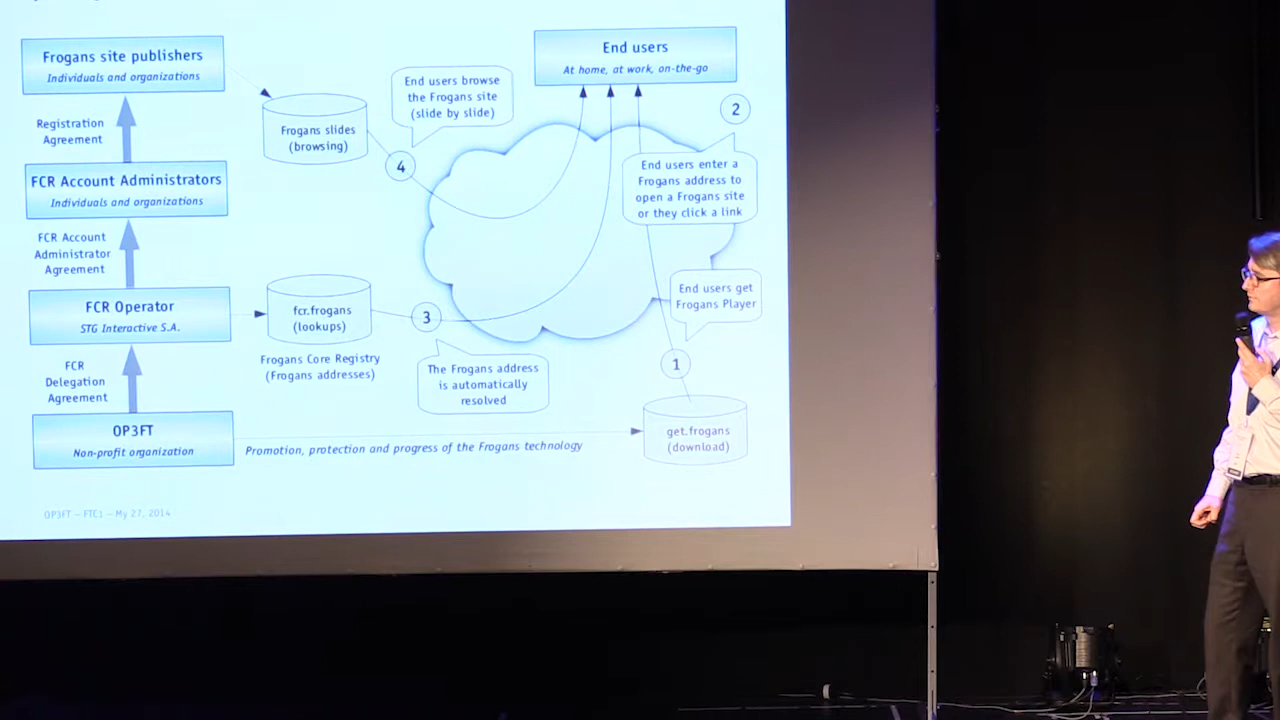 Frogans site publishers
Individuals and organizations
Registration
Agreement
FCR Account Administrators
Individuals and organizations
FCR Account
Administrator
Agreement
FCR Operator
STG Interactive S.A.
FCR
Delegation
Agreement
OP3FT
Non-profit organization
Frogans slides
(browsing)
End users browse
the Frogans site
(slide by slide)
4
End users
At home, at work, on-the-go
2
End users enter a
Frogans address to
open a Frogans site
or they click a link
fcr.frogans
(lookups)
Frogans Core Registry
(Frogans addresses)
3
The Frogans address
is automatically
resolved
End users get
Frogans Player
1
get.frogans
(download)
Promotion, protection and progress of the Frogans technology
OP3FT – FTC1 – My 27, 2014